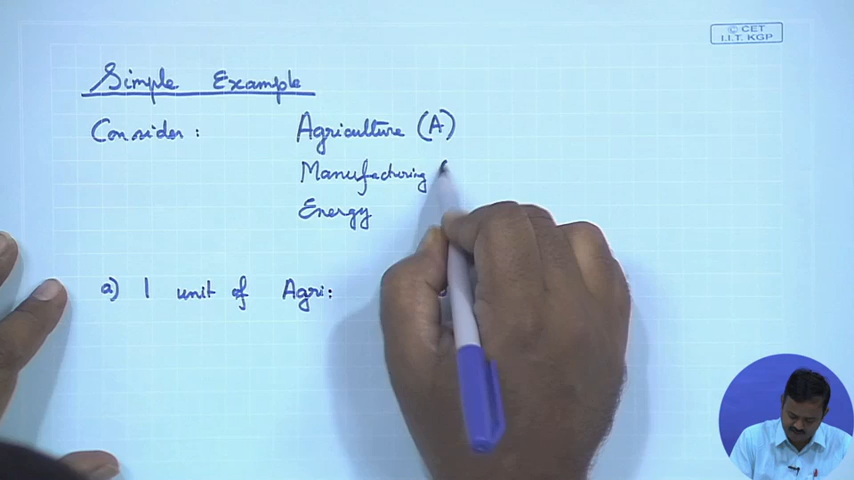 © CET
I.I.T. KGP
Simple Example
Consider : Agriculture (A)
Manufacturing (
Energy
a) 1 unit of Agri: